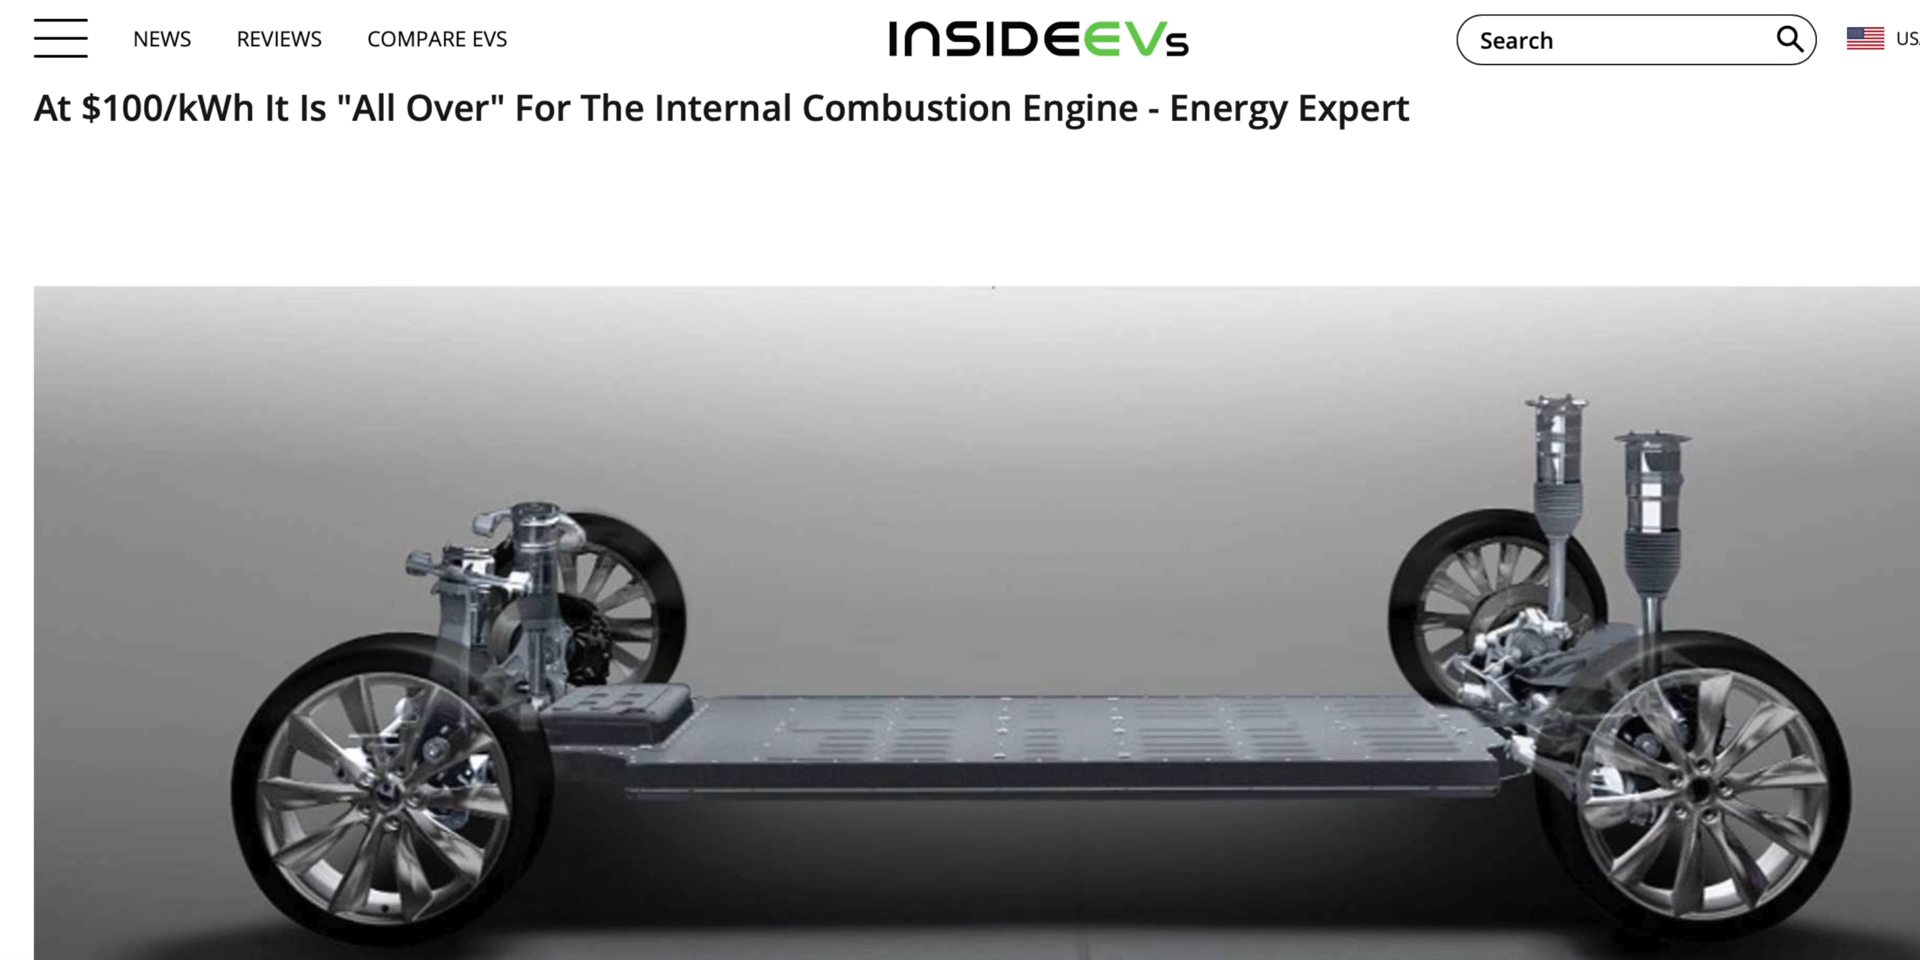 NEWS REVIEWS COMPARE EVS INSIDEEVs Search
At $100/kWh It Is "All Over" For The Internal Combustion Engine - Energy Expert